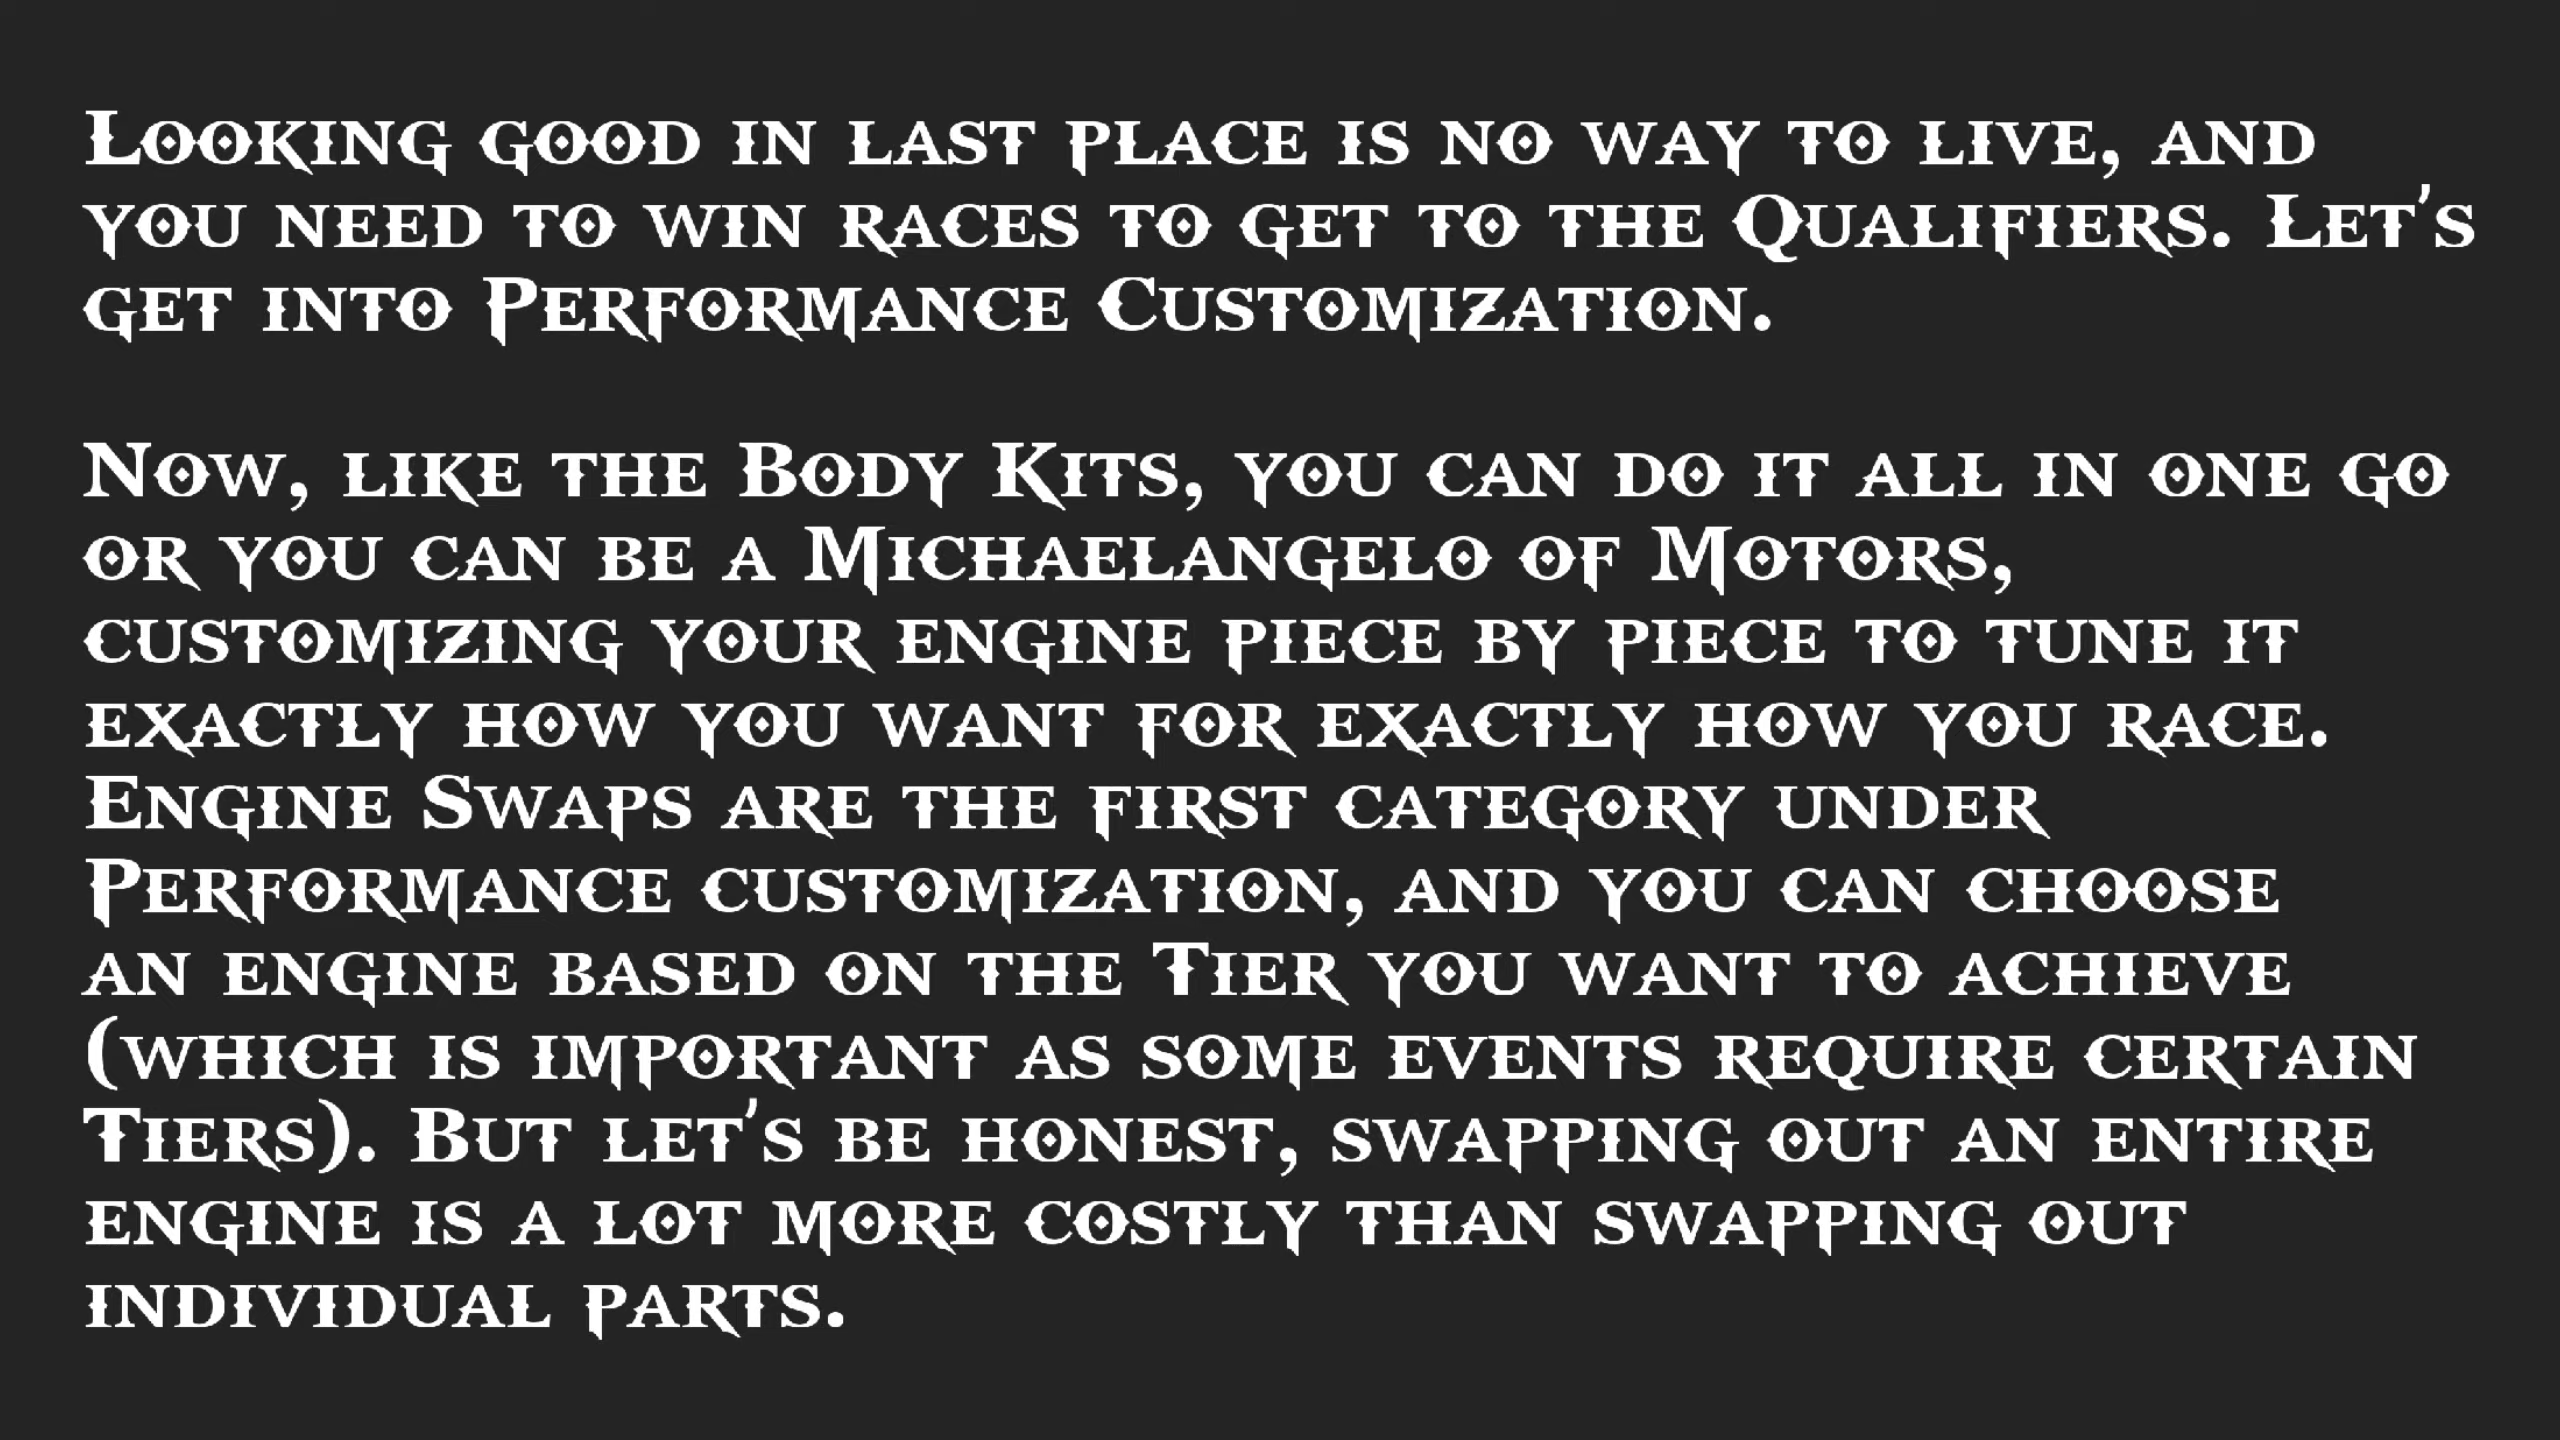 Looking good in last place is no way to live, and
you need to win races to get to the Qualifiers. Let's
get into Performance Customization.
Now, like the Body Kits, you can do it all in one go
or you can be a Michaelangelo of Motors,
customizing your engine piece by piece to tune it
exactly how you want for exactly how you race.
Engine Swaps are the first category under
Performance customization, and you can choose
an engine based on the Tier you want to achieve
(which is important as some events require certain
Tiers). But let's be honest, swapping out an entire
engine is a lot more costly than swapping out
individual parts.